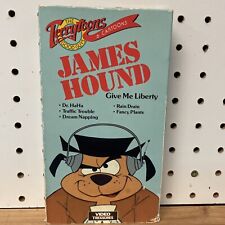 THE
Terrytoons
CARTOONS
JAMES
HOUND
Give Me Liberty
• Dr. Ha Ha
• Traffic Trouble
• Dream Napping
• Rain Drain
• Fancy Plants
VIDEO
TREASURES